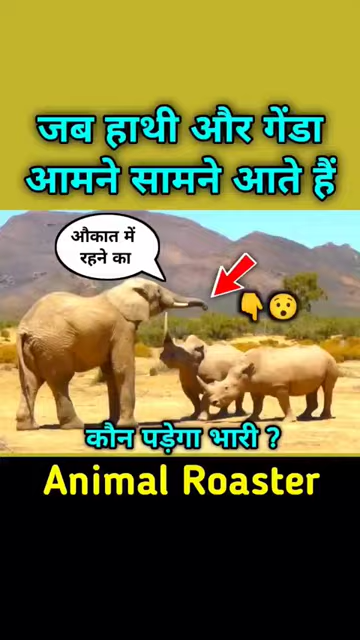 जब हाथी और गेंडा
आमने सामने आते हैं
औकात में
रहने का
👇😯
कौन पड़ेगा भारी ?
Animal Roaster